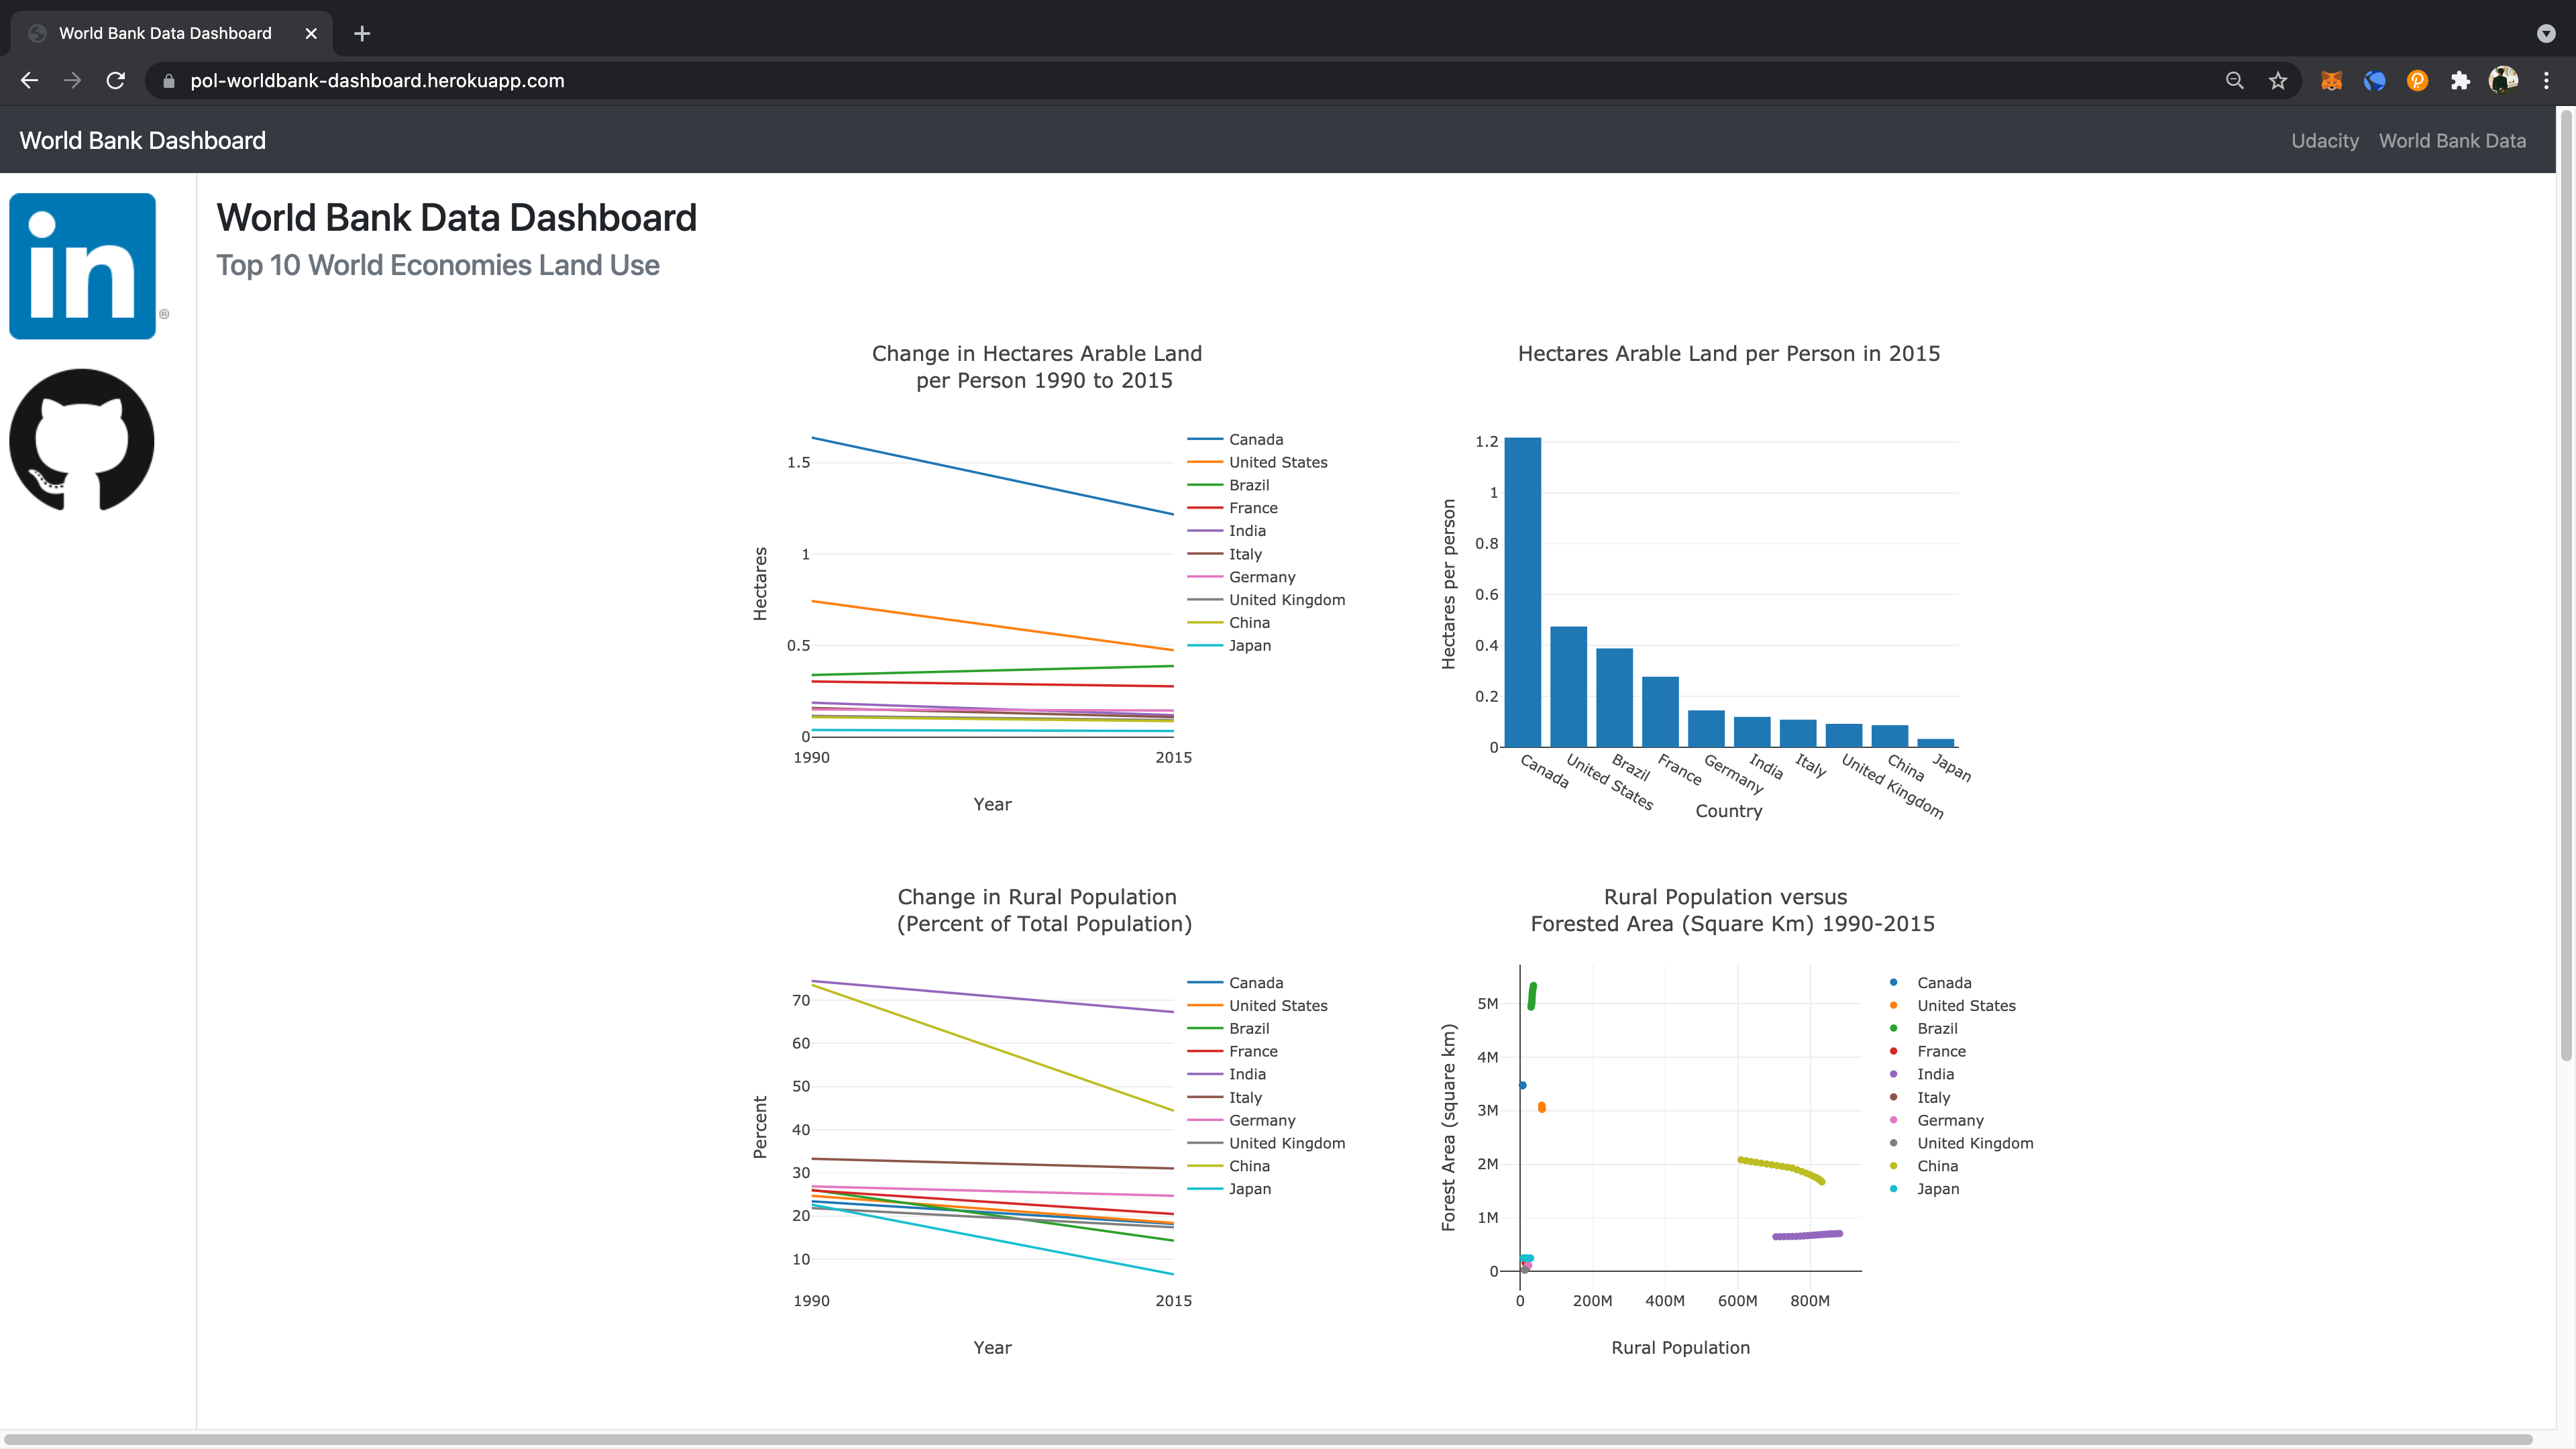 World Bank Data Dashboard
pol-worldbank-dashboard.herokuapp.com
World Bank Dashboard
Udacity
World Bank Data
in
®
World Bank Data Dashboard
Top 10 World Economies Land Use
Change in Hectares Arable Land
per Person 1990 to 2015
Hectares
1.5
1
0.5
0
1990
2015
Year
Canada
United States
Brazil
France
India
Italy
Germany
United Kingdom
China
Japan
Hectares Arable Land per Person in 2015
Hectares per person
1.2
1
0.8
0.6
0.4
0.2
0
Canada
United States
Brazil
France
Germany
India
Italy
United Kingdom
China
Japan
Country
Change in Rural Population
(Percent of Total Population)
Percent
70
60
50
40
30
20
10
1990
2015
Year
Canada
United States
Brazil
France
India
Italy
Germany
United Kingdom
China
Japan
Rural Population versus
Forested Area (Square Km) 1990-2015
Forest Area (square km)
5M
4M
3M
2M
1M
0
0
200M
400M
600M
800M
Rural Population
Canada
United States
Brazil
France
India
Italy
Germany
United Kingdom
China
Japan